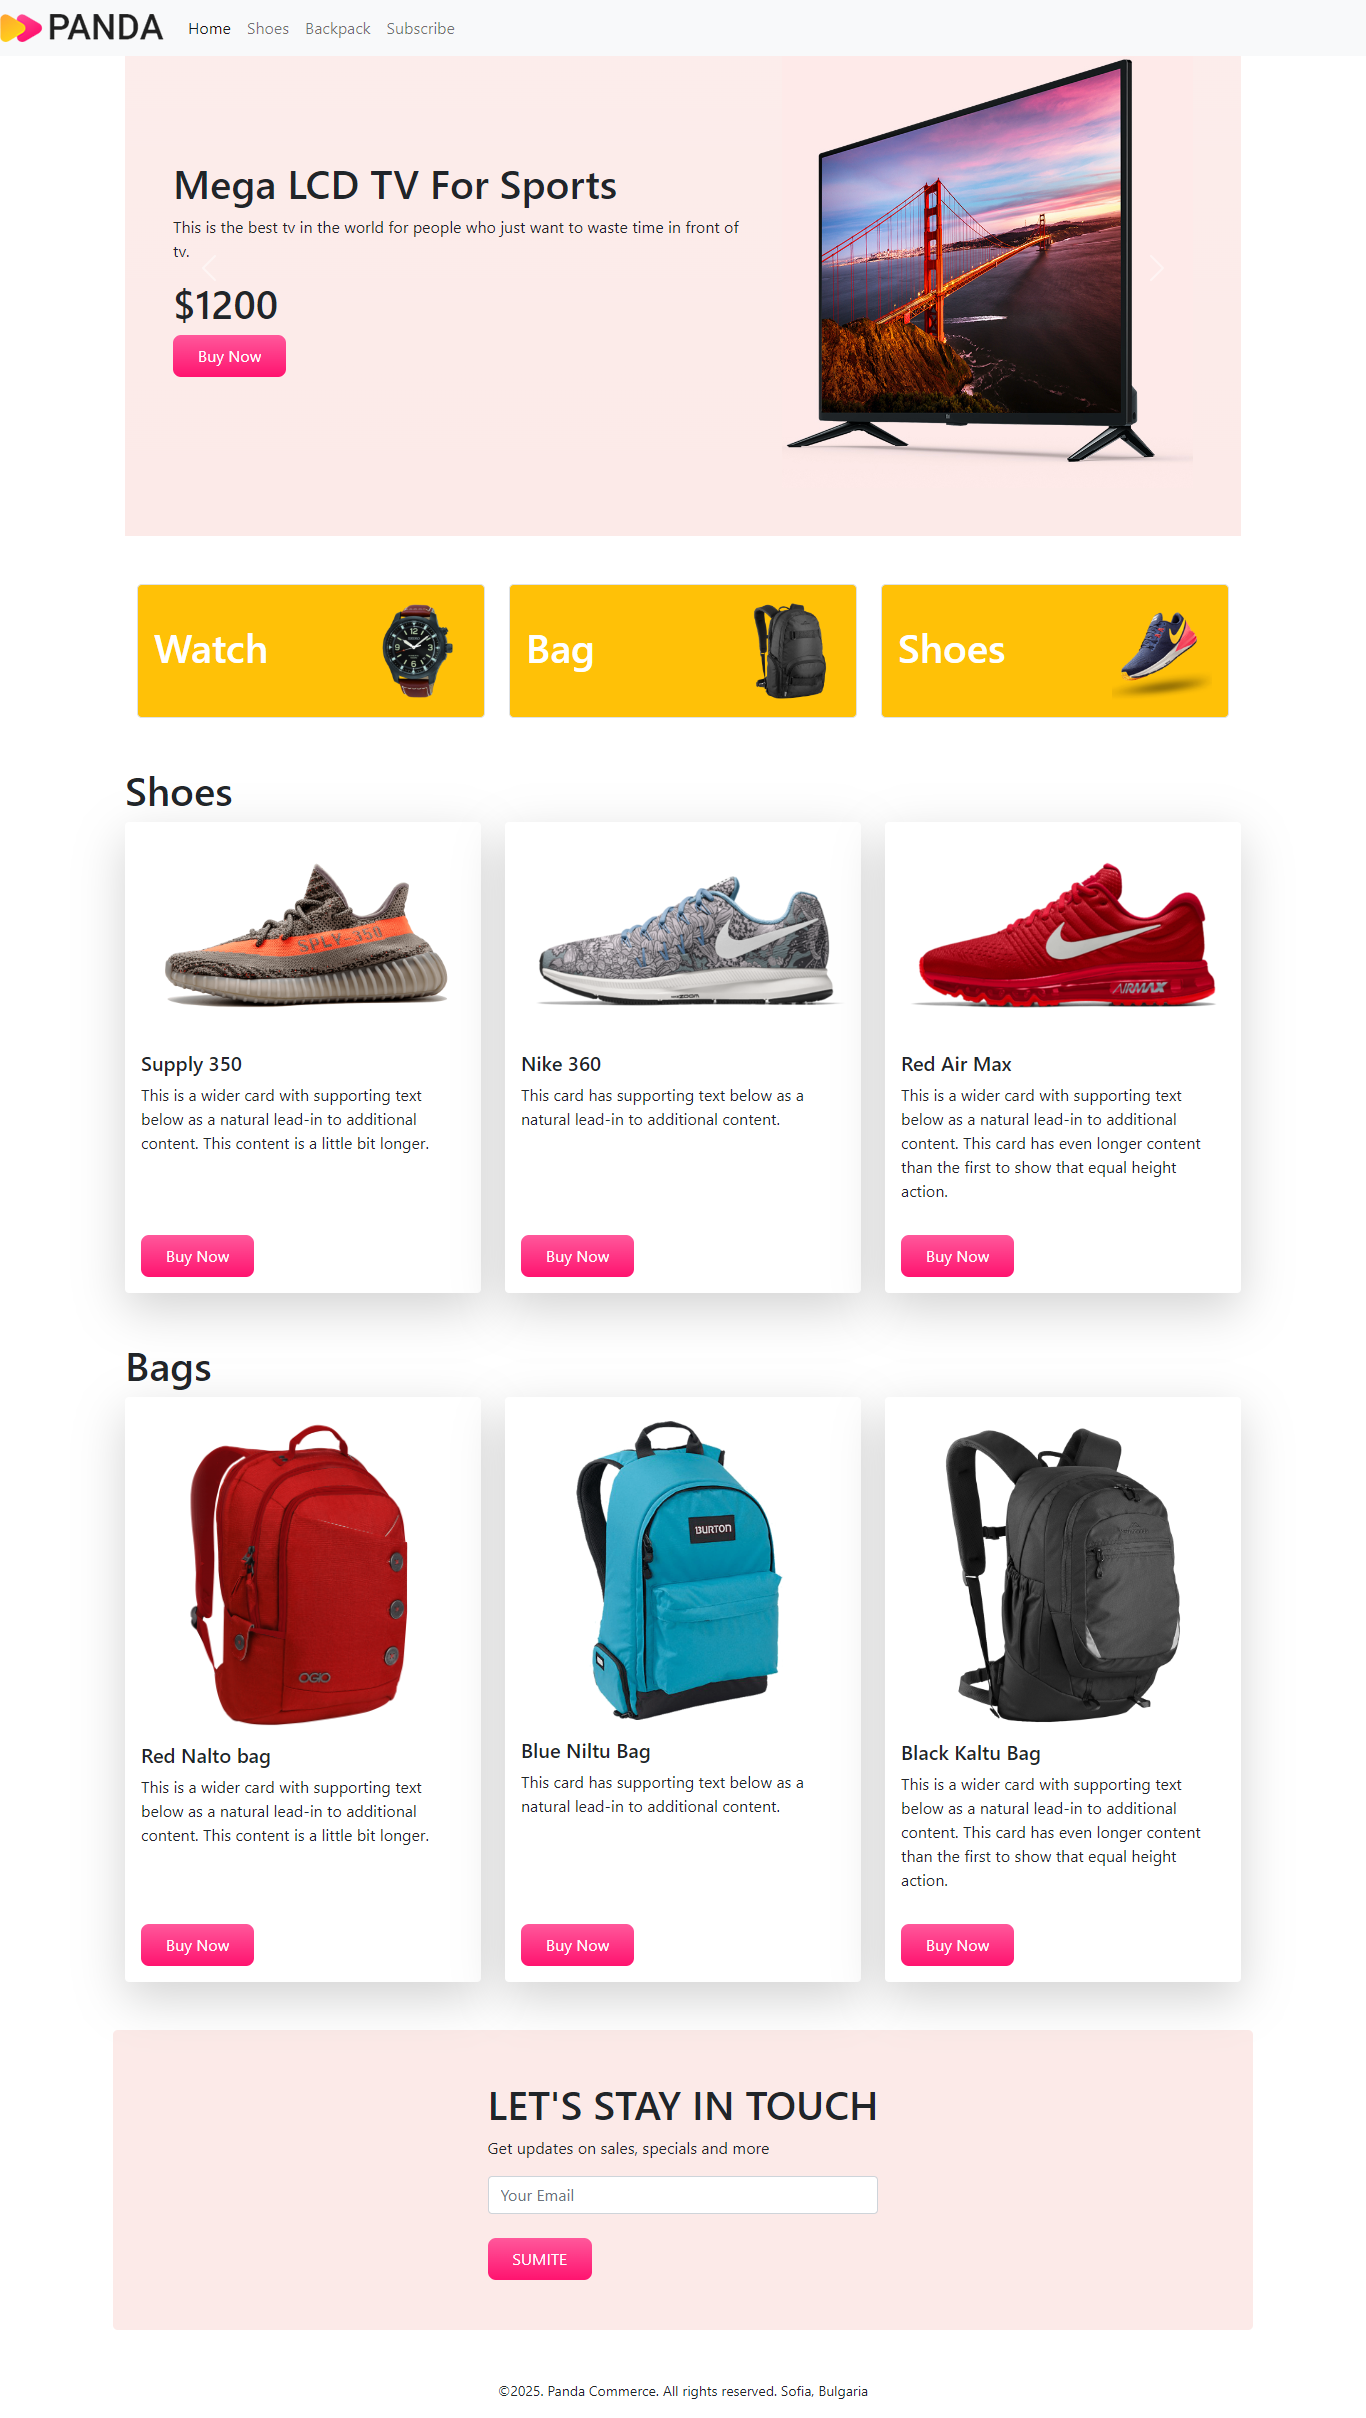 PANDA
Home Shoes Backpack Subscribe
Mega LCD TV For Sports
This is the best tv in the world for people who just want to waste time in front of
tv.
$1200
Buy Now
Watch
Bag
Shoes
Shoes
SPLY 350
ZOOM
AIRMAX
Supply 350
This is a wider card with supporting text
below as a natural lead-in to additional
content. This content is a little bit longer.
Buy Now
Nike 360
This card has supporting text below as a
natural lead-in to additional content.
Buy Now
Red Air Max
This is a wider card with supporting text
below as a natural lead-in to additional
content. This card has even longer content
than the first to show that equal height
action.
Buy Now
Bags
OGIO
BURTON
Red Nalto bag
This is a wider card with supporting text
below as a natural lead-in to additional
content. This content is a little bit longer.
Buy Now
Blue Niltu Bag
This card has supporting text below as a
natural lead-in to additional content.
Buy Now
Black Kaltu Bag
This is a wider card with supporting text
below as a natural lead-in to additional
content. This card has even longer content
than the first to show that equal height
action.
Buy Now
LET'S STAY IN TOUCH
Get updates on sales, specials and more
Your Email
SUMITE
©2025. Panda Commerce. All rights reserved. Sofia, Bulgaria